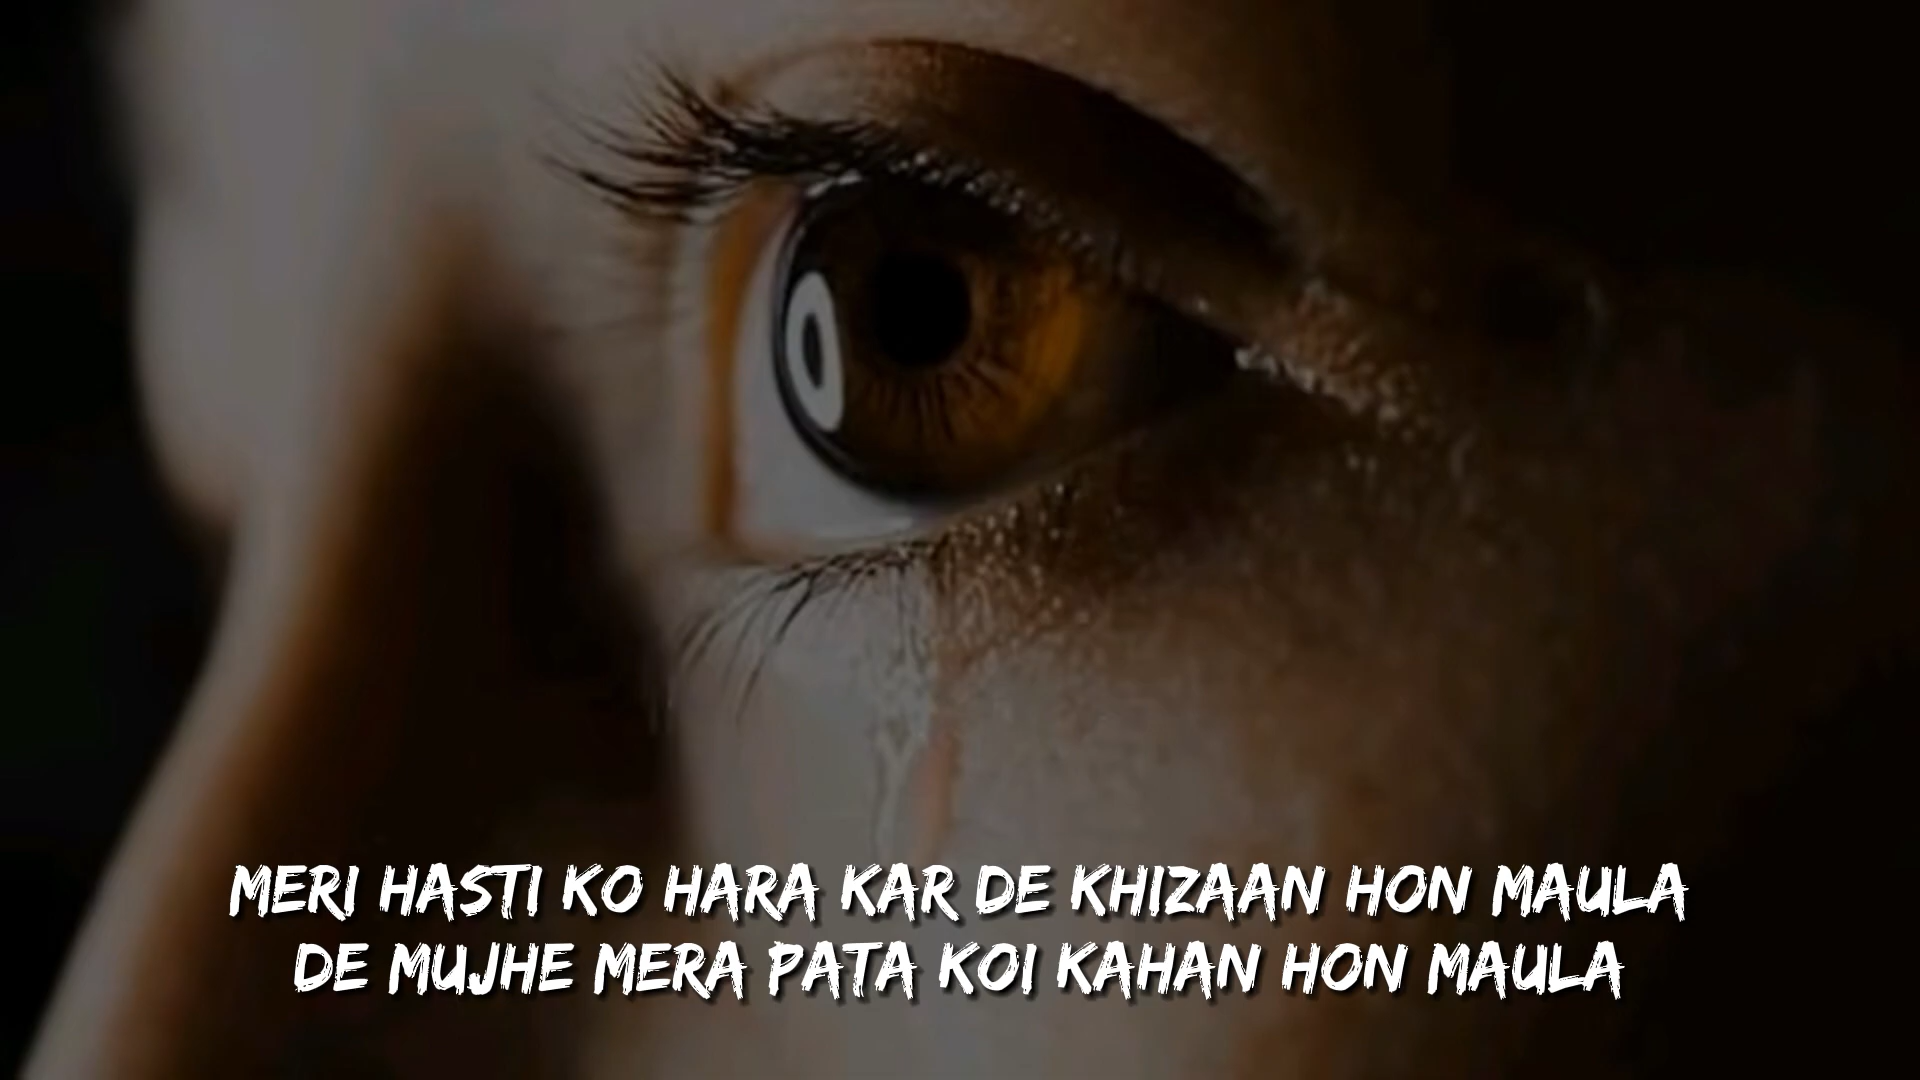 MERI HASTI KO HARA KAR DE KHIZAAN HON MAULA
DE MUJHE MERA PATA KOI KAHAN HON MAULA